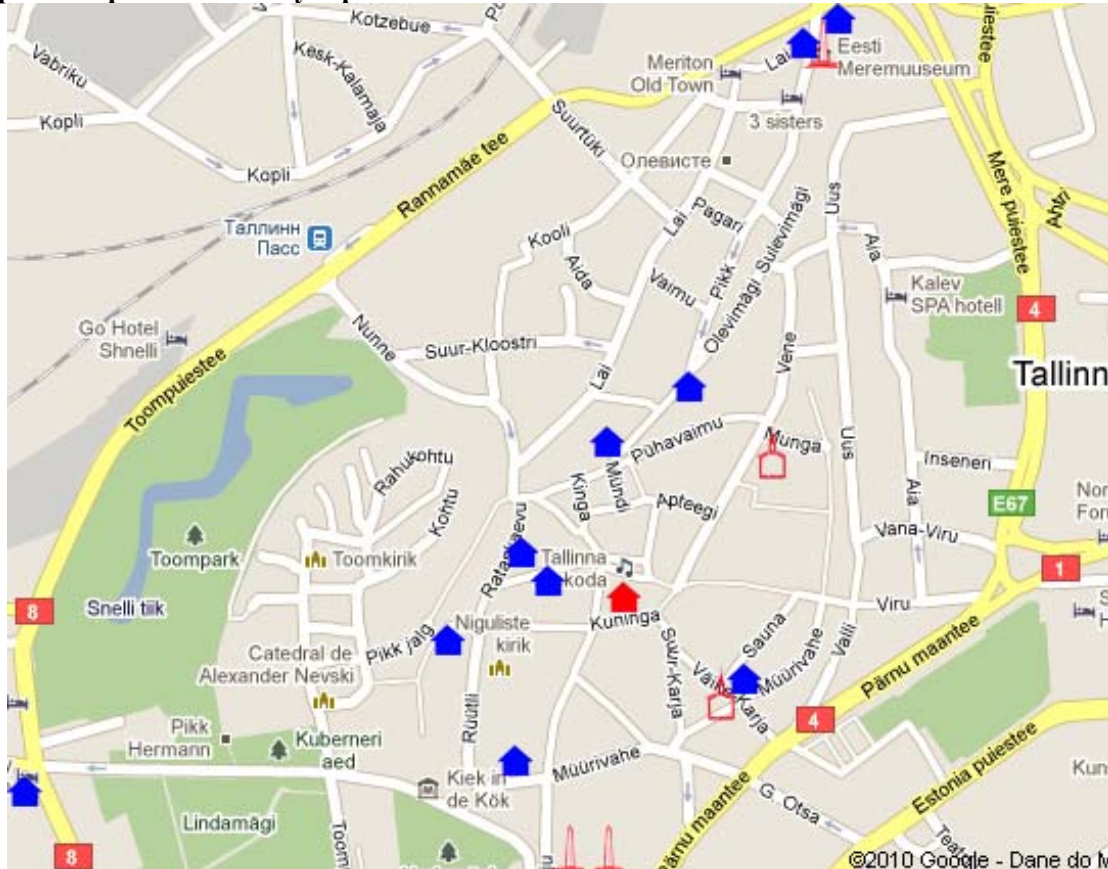 Kotzebue
Vabriku
Kesk-Kalamaja
Kopli
Kopli
Suurtüki
Rannamäe tee
Meriton
Old Town
Lai
Eesti
Meremuuseum
3 sisters
puiestee
Mere puiestee
Ahtri
Олевисте
Uus
Pagari
Lai
Kooli
Aida
Vaimu
Pikk
Olevimägi
Sulevimägi
Aia
Kalev
SPA hotell
4
Таллинн
Пасс
Go Hotel
Shnelli
Nunne
Suur-Kloostri
Toompuiestee
Lai
Vene
Tallinn
Pühavaimu
Munga
Uus
Inseneri
Aia
E67
Rahukohtu
Kohtu
Kinga
Mündi
Apteegi
Vana-Viru
1
Toompark
Toomkirik
Rataskaevu
Tallinna
koda
Snelli tiik
8
Niguliste
kirik
Kuninga
Viru
Pikk jalg
Catedral de
Alexander Nevski
Suur-Karja
Väike-Karja
Sauna
Müürivahe
Valli
Pärnu maantee
4
Pikk
Hermann
Kuberneri
aed
Rüütli
Kiek in
de Kök
Müürivahe
G. Otsa
Estonia puiestee
Lindamägi
8
Pärnu maantee
©2010 Google - Dane do M